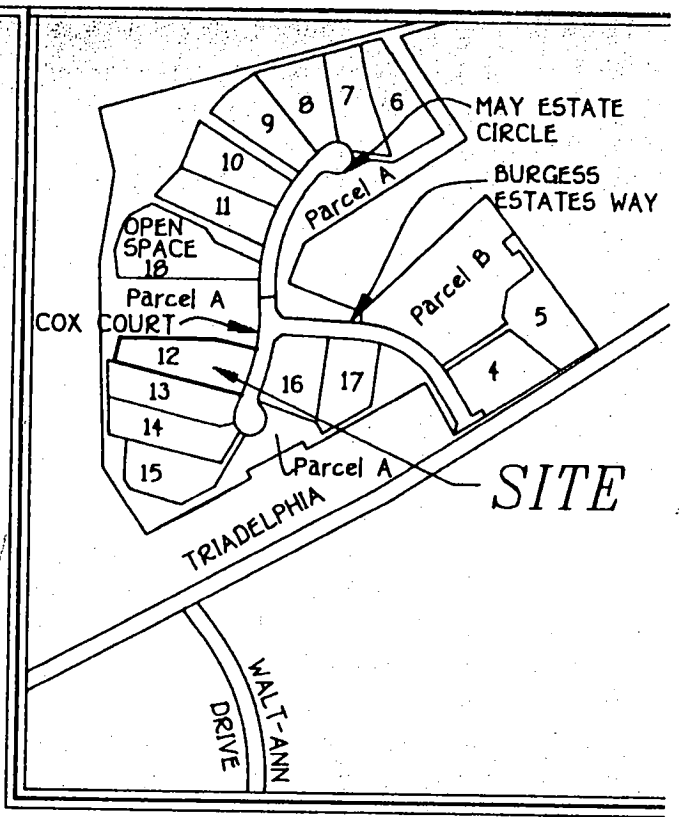 8
7
6
9
MAY ESTATE
CIRCLE
10
Parcel A
BURGESS
ESTATES WAY
11
OPEN
SPACE
18
Parcel B
Parcel A
COX COURT
5
12
4
13
16
17
14
15
Parcel A
SITE
TRIADELPHIA
WALT-ANN
DRIVE